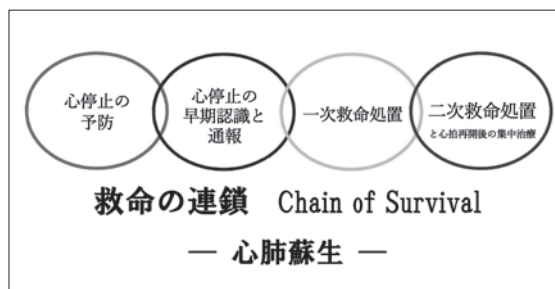 心停止の
予防
心停止の
早期認識と
通報
一次救命処置
二次救命処置
と心拍再開後の集中治療
救命の連鎖 Chain of Survival
— 心肺蘇生 —